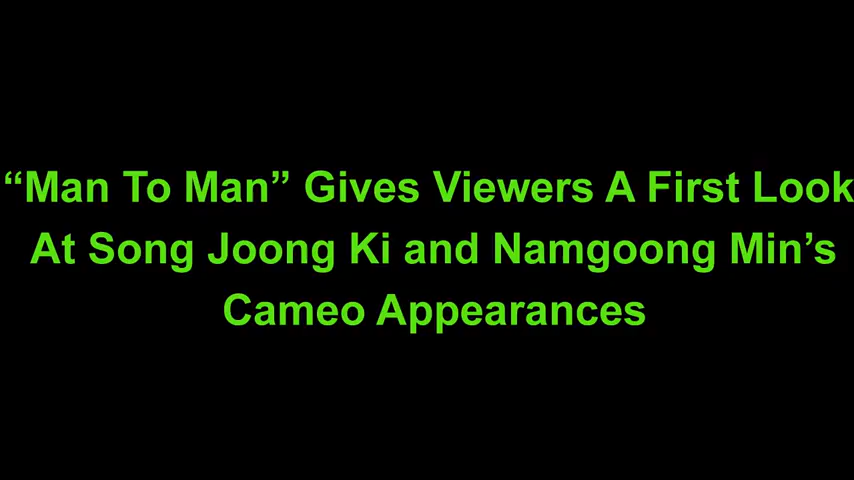 “Man To Man” Gives Viewers A First Look
At Song Joong Ki and Namgoong Min’s
Cameo Appearances